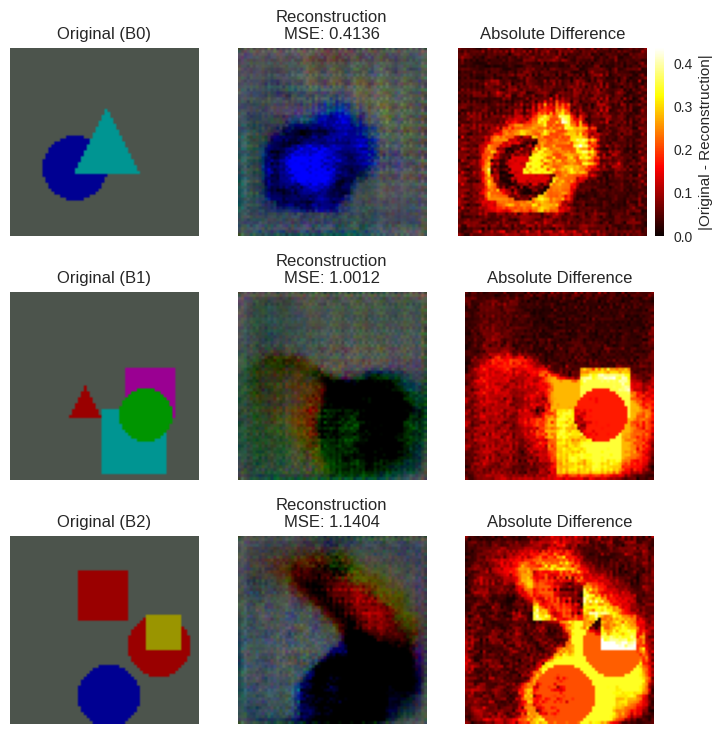 Original (B0)
Reconstruction
MSE: 0.4136
Absolute Difference
0.4
0.3
0.2
0.1
0.0
|Original - Reconstruction|
Original (B1)
Reconstruction
MSE: 1.0012
Absolute Difference
Original (B2)
Reconstruction
MSE: 1.1404
Absolute Difference